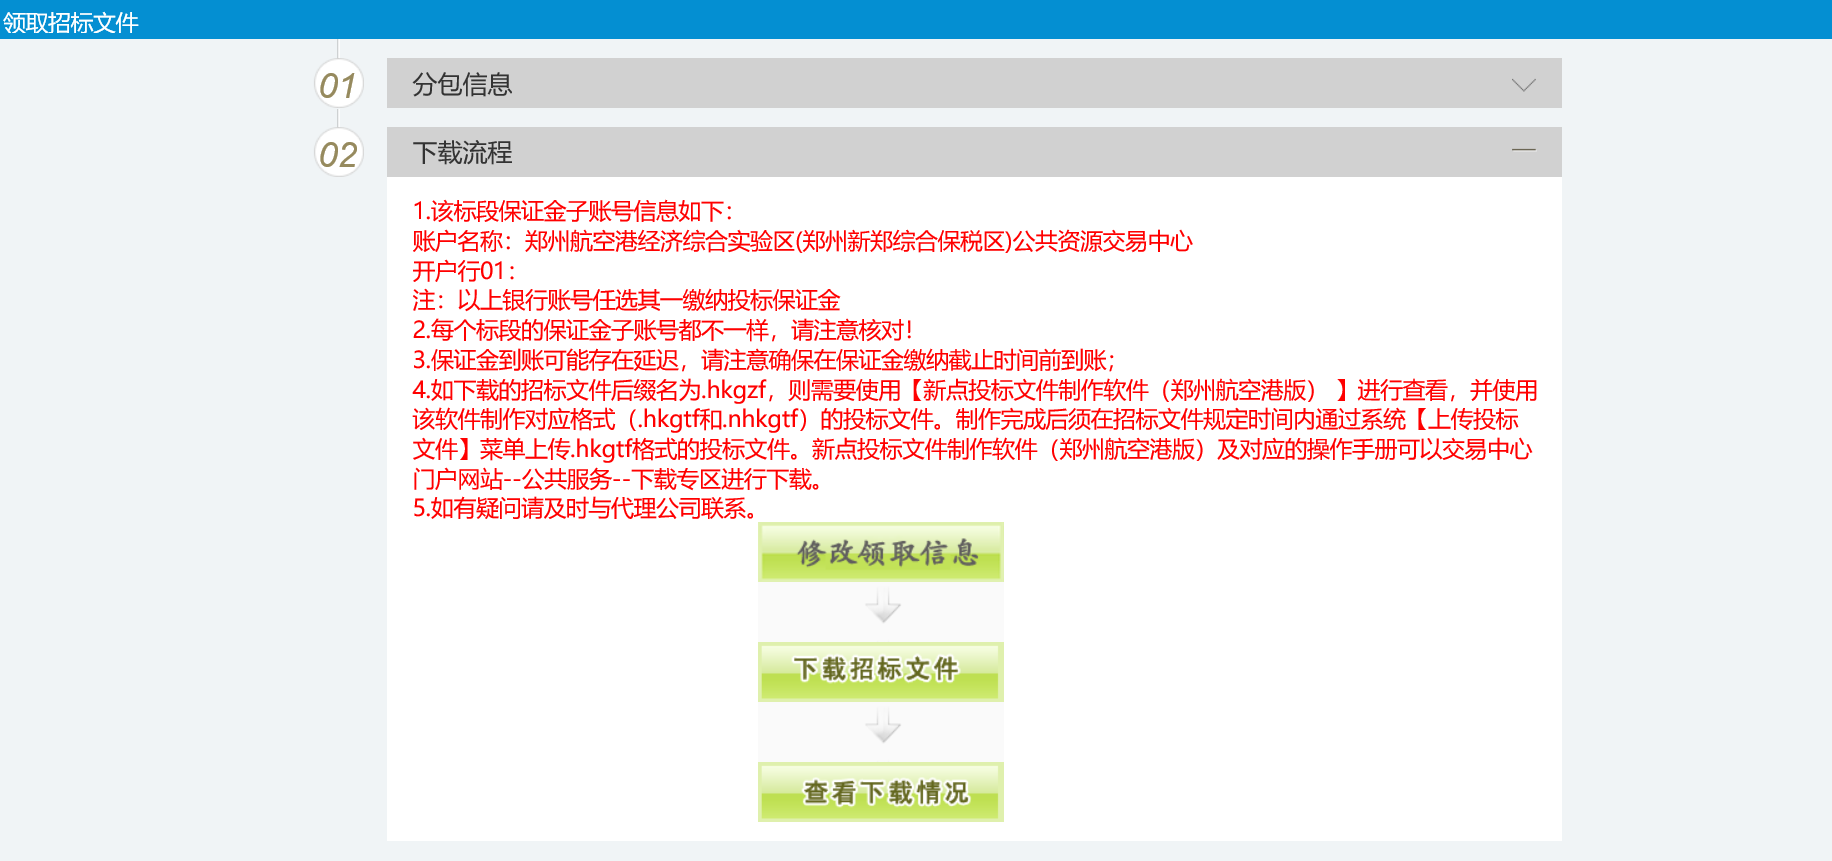 领取招标文件
01 分包信息
02 下载流程
1.该标段保证金子账号信息如下：
账户名称：郑州航空港经济综合实验区(郑州新郑综合保税区)公共资源交易中心
开户行01：
注：以上银行账号任选其一缴纳投标保证金
2.每个标段的保证金子账号都不一样，请注意核对！
3.保证金到账可能存在延迟，请注意确保在保证金缴纳截止时间前到账；
4.如下载的招标文件后缀名为.hkgzf，则需要使用【新点投标文件制作软件（郑州航空港版） 】进行查看，并使用
该软件制作对应格式（.hkgtf和.nhkgtf）的投标文件。制作完成后须在招标文件规定时间内通过系统【上传投标
文件】菜单上传.hkgtf格式的投标文件。新点投标文件制作软件（郑州航空港版）及对应的操作手册可以交易中心
门户网站--公共服务--下载专区进行下载。
5.如有疑问请及时与代理公司联系。
修改领取信息
下载招标文件
查看下载情况